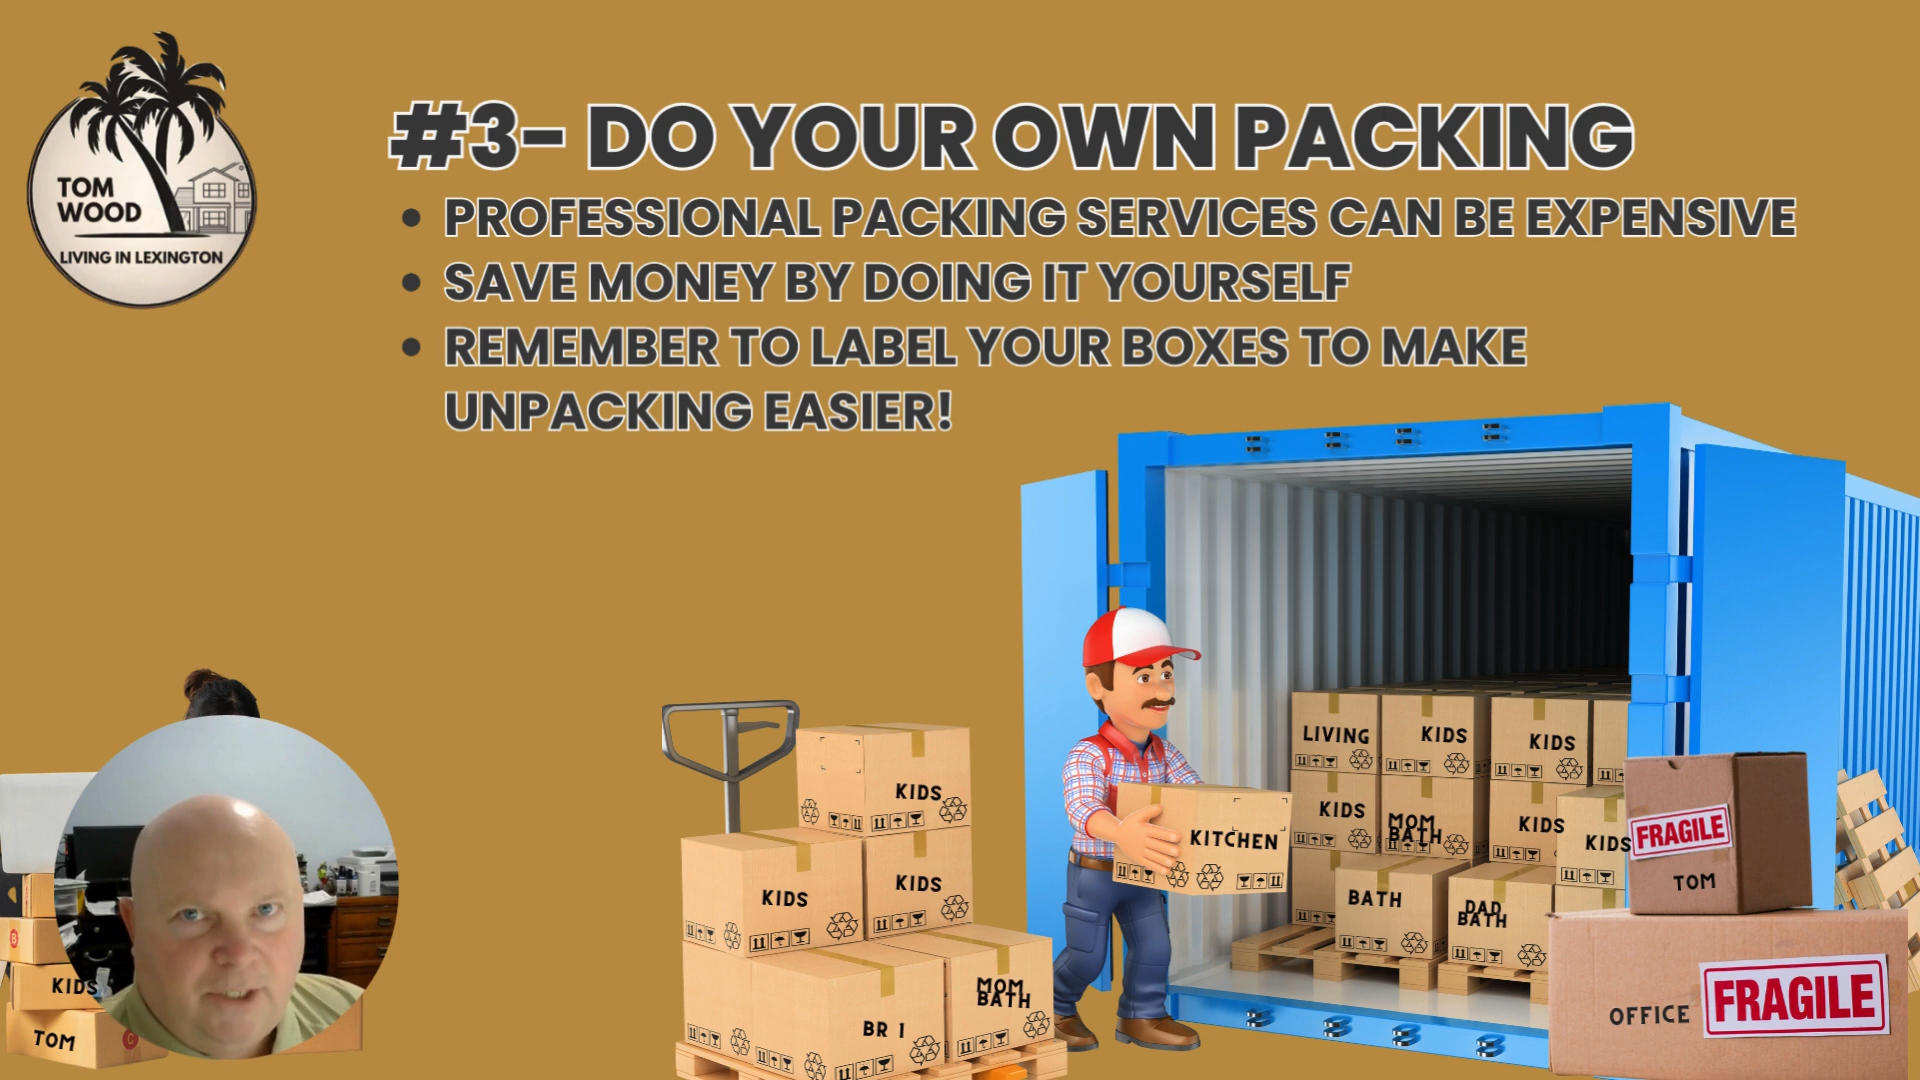 TOM
WOOD
LIVING IN LEXINGTON
#3- DO YOUR OWN PACKING
• PROFESSIONAL PACKING SERVICES CAN BE EXPENSIVE
• SAVE MONEY BY DOING IT YOURSELF
• REMEMBER TO LABEL YOUR BOXES TO MAKE
UNPACKING EASIER!
B
KIDS
TOM
C
KIDS
KIDS
KIDS
BR 1
MOM
BATH
KITCHEN
LIVING
KIDS
KIDS
KIDS
MOM
BATH
KIDS
KIDS
BATH
DAD
BATH
FRAGILE
TOM
OFFICE
FRAGILE